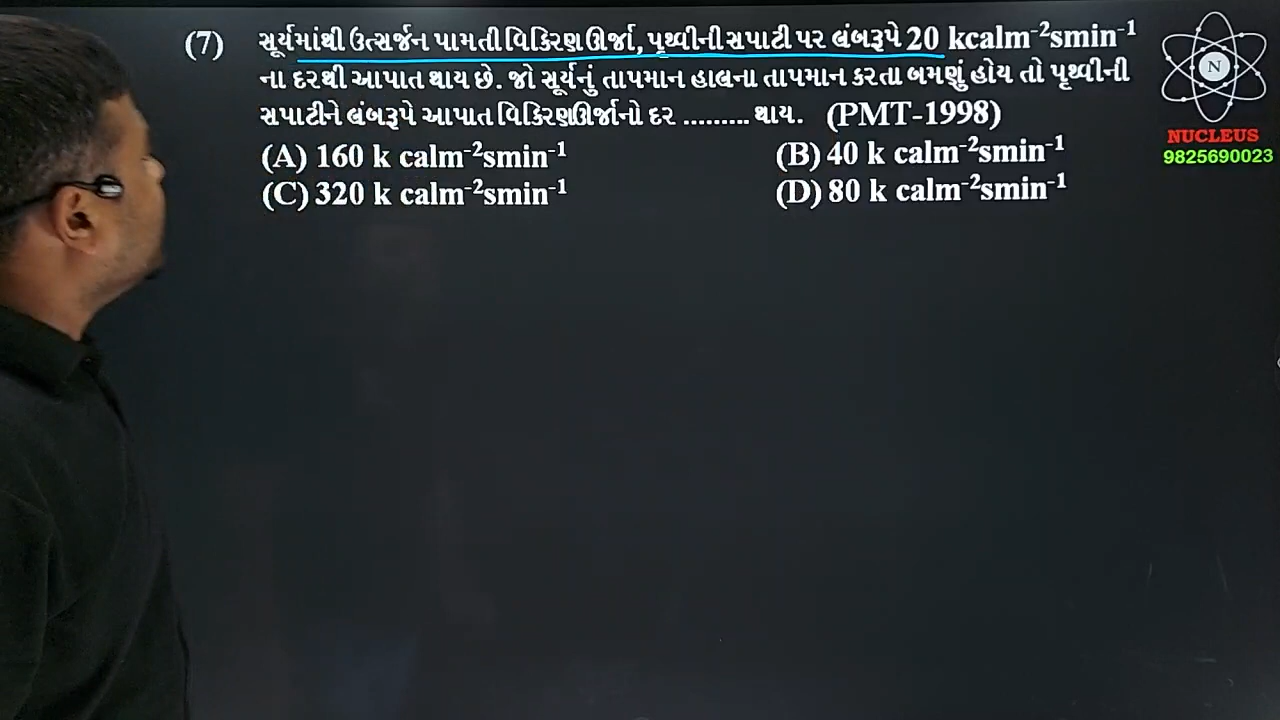 (7) સૂર્યમાંથી ઉત્સર્જન પામતી વિકિરણ ઊર્જા, પૃથ્વીની સપાટી પર લંબરૂપે 20 kcalm⁻²smin⁻¹
ના દરથી આપાત થાય છે. જો સૂર્યનું તાપમાન હાલના તાપમાન કરતા બમણું હોય તો પૃથ્વીની
સપાટીને લંબરૂપે આપાત વિકિરણઊર્જાનો દર ......... થાય. (PMT-1998)
(A) 160 k calm⁻²smin⁻¹ (B) 40 k calm⁻²smin⁻¹
(C) 320 k calm⁻²smin⁻¹ (D) 80 k calm⁻²smin⁻¹
N
NUCLEUS
9825690023